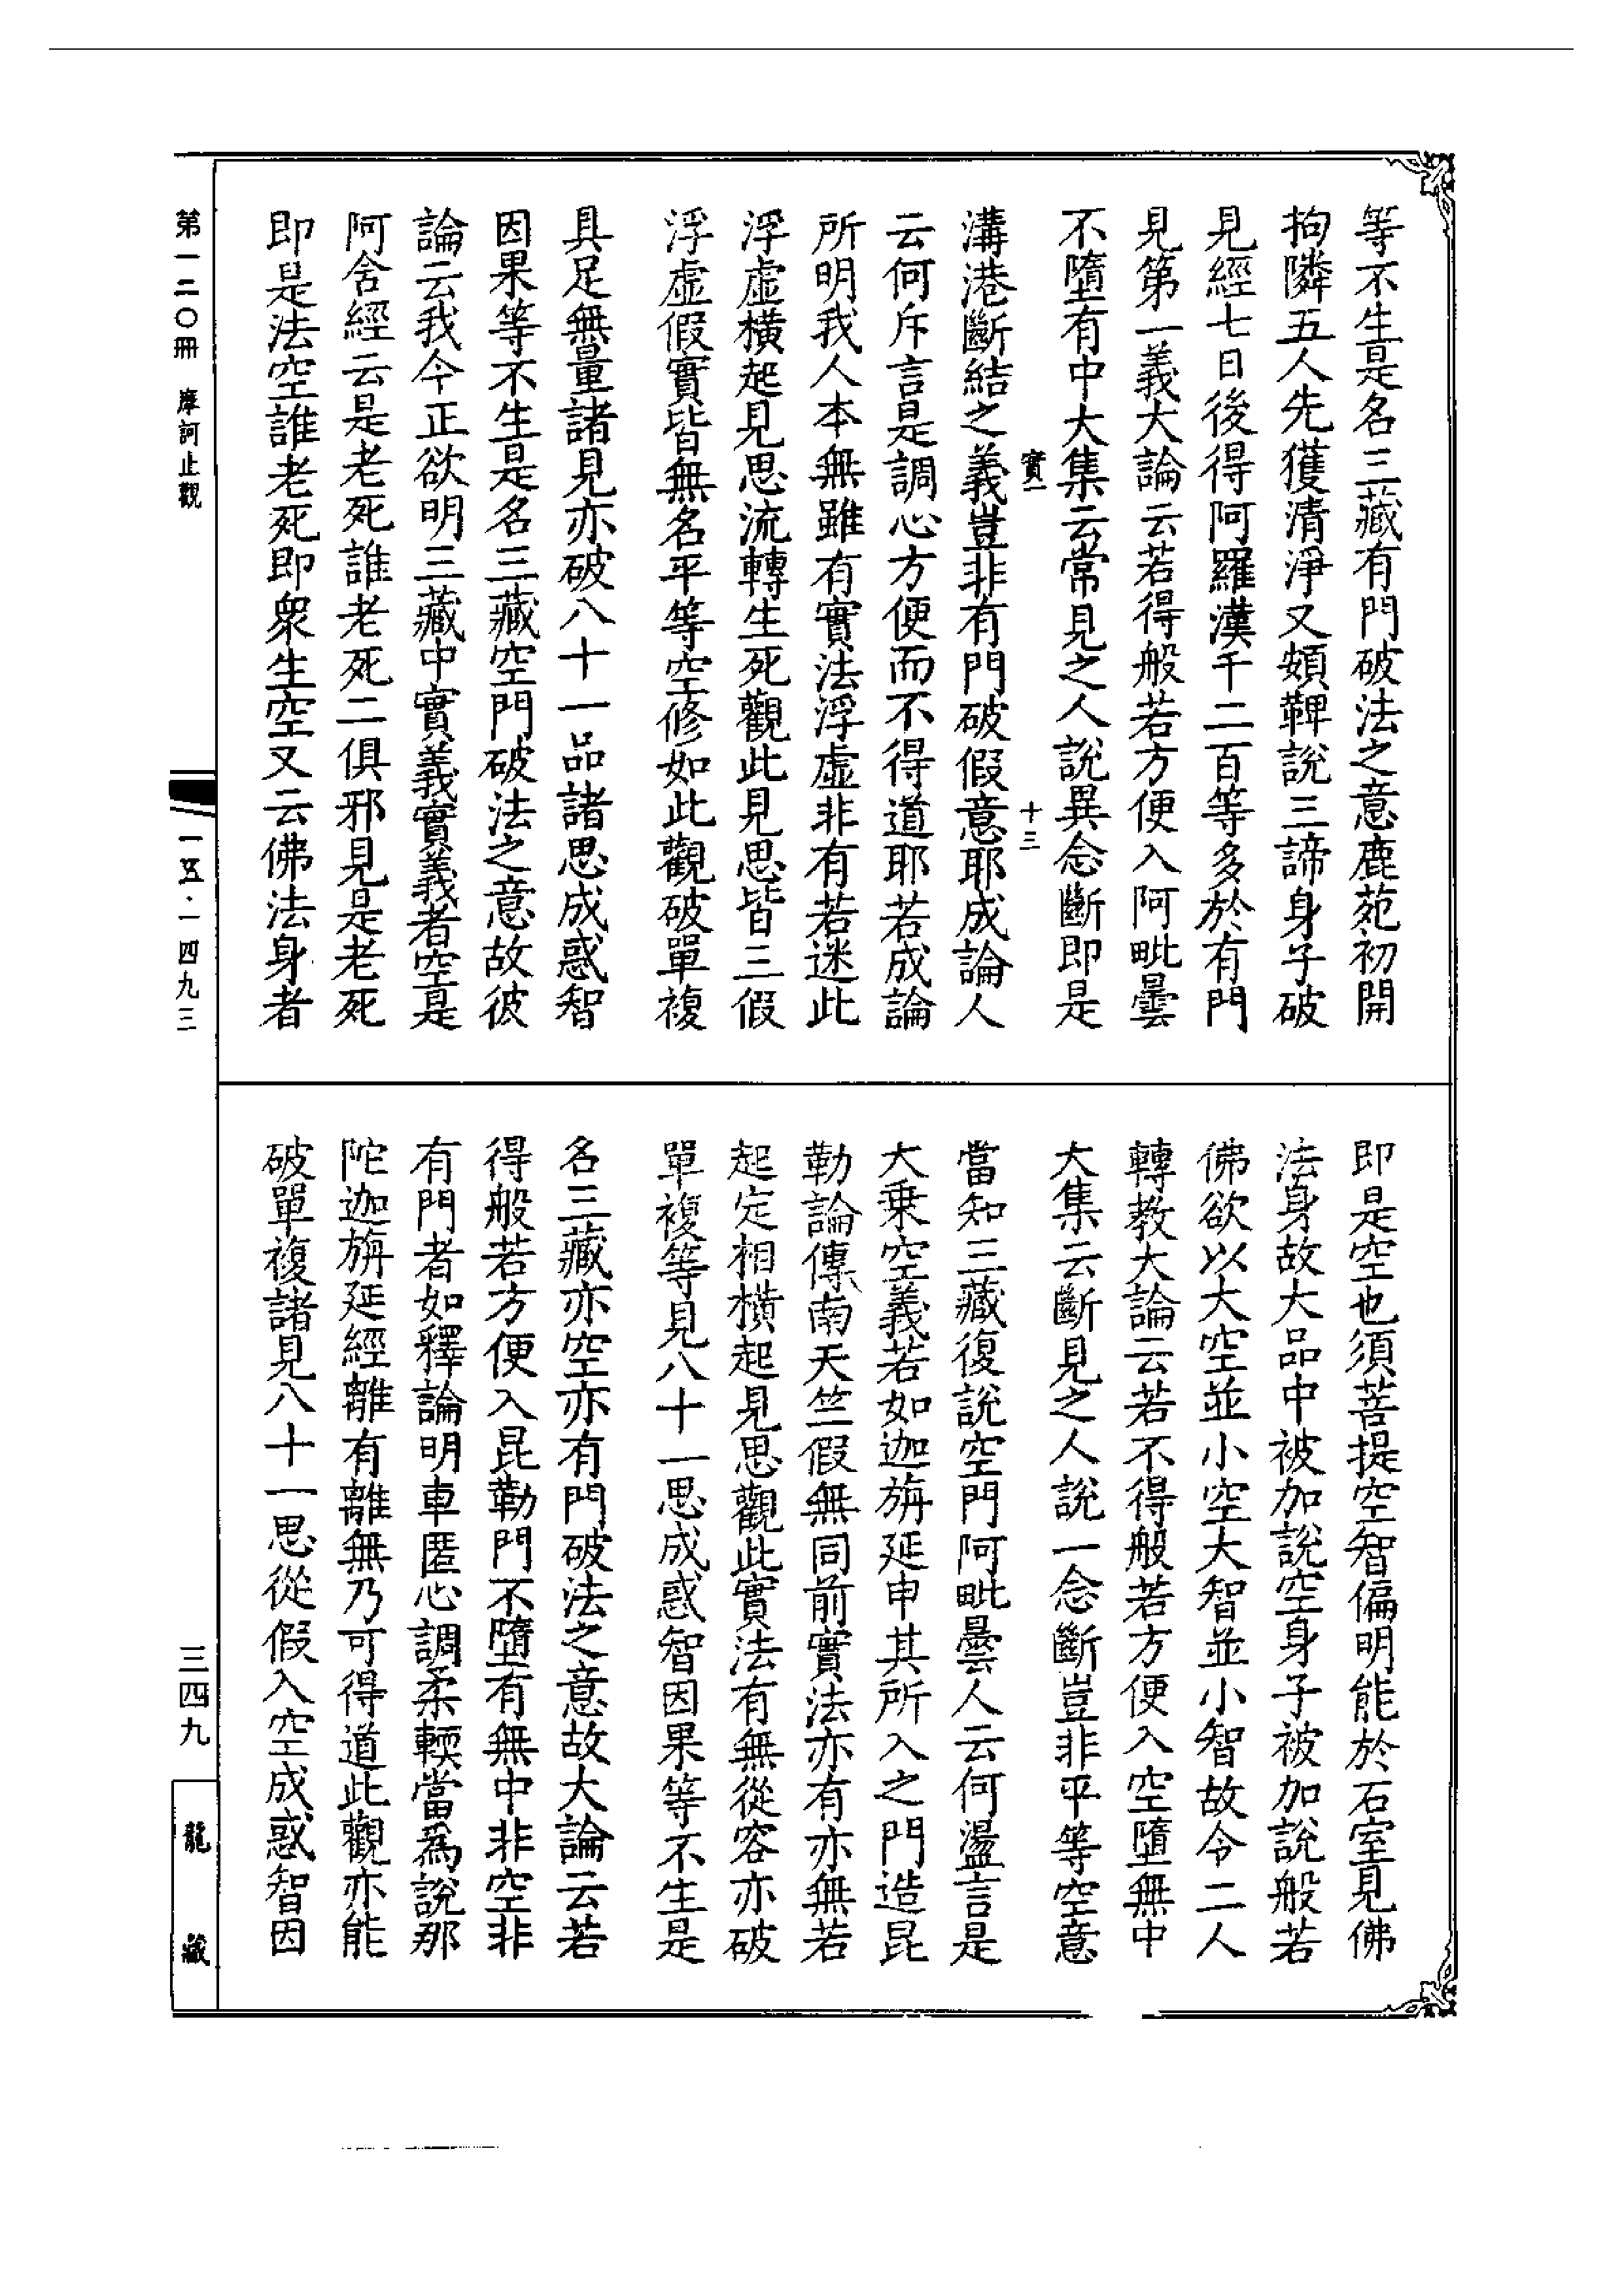 等不生是名三藏有門破法之意鹿苑初開
拘隣五人先獲清淨又頞鞞說三諦身子破
見經七日後得阿羅漢千二百等多於有門
見第一義大論云若得般若方便入阿毗曇
不墮有中大集云常見之人說異念斷即是
實一　十三
溝港斷結之義豈非有門破假意耶成論人
云何斥言是調心方便而不得道耶若成論
所明我人本無雖有實法浮虛非有若迷此
浮虛橫起見思流轉生死觀此見思皆三假
浮虛假實皆無名平等空修如此觀破單複
具足無量諸見亦破八十一品諸思成惑智
因果等不生是名三藏空門破法之意故彼
論云我今正欲明三藏中實義實義者空是
阿含經云是老死誰老死二俱邪見是老死
即是法空誰老死即衆生空又云佛法身者
即是空也須菩提空智偏明能於石室見佛
法身故大品中被加說空身子被加說般若
佛欲以大空並小空大智並小智故令二人
轉教大論云若不得般若方便入空墮無中
大集云斷見之人說一念斷豈非平等空意
當知三藏復說空門阿毗曇人云何盪言是
大乗空義若如迦旃延申其所入之門造昆
勒論傳南天竺假無同前實法亦有亦無若
起定相橫起見思觀此實法有無從容亦破
單複等見八十一思成惑智因果等不生是
名三藏亦空亦有門破法之意故大論云若
得般若方便入昆勒門不墮有無中非空非
有門者如釋論明車匿心調柔輭當爲說那
陀迦旃延經離有離無乃可得道此觀亦能
破單複諸見八十一思從假入空成惑智因
第一二〇冊　摩訶止觀
一五·一四九三
三四九
龍藏